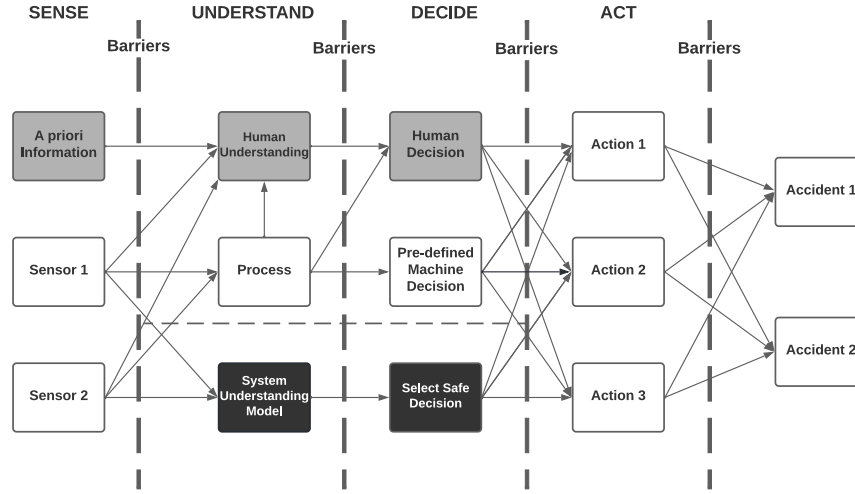 SENSE
UNDERSTAND
DECIDE
ACT
Barriers
Barriers
Barriers
Barriers
A priori
Information
Human
Understanding
Human
Decision
Action 1
Accident 1
Sensor 1
Process
Pre-defined
Machine
Decision
Action 2
Accident 2
Sensor 2
System
Understanding
Model
Select Safe
Decision
Action 3